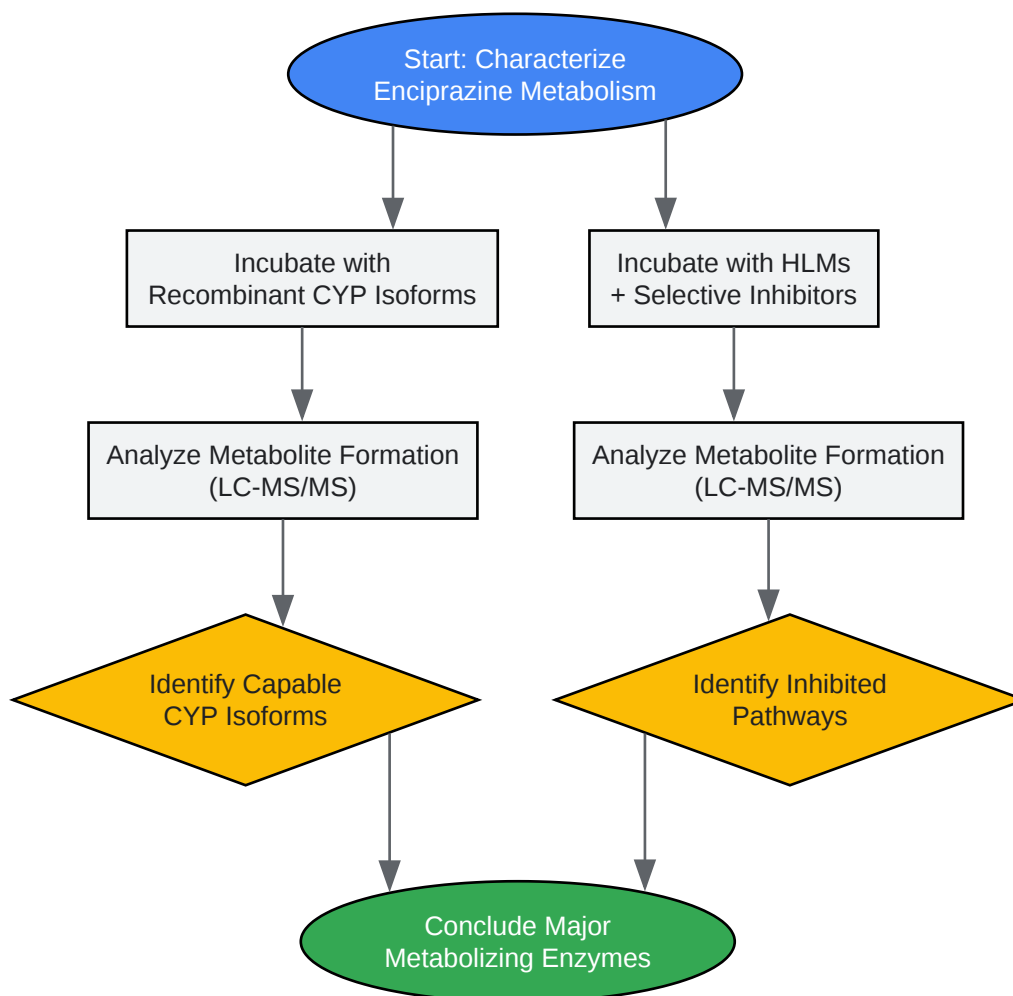 Start: Characterize
Enciprazine Metabolism
Incubate with
Recombinant CYP Isoforms
Incubate with HLMs
+ Selective Inhibitors
Analyze Metabolite Formation
(LC-MS/MS)
Analyze Metabolite Formation
(LC-MS/MS)
Identify Capable
CYP Isoforms
Identify Inhibited
Pathways
Conclude Major
Metabolizing Enzymes